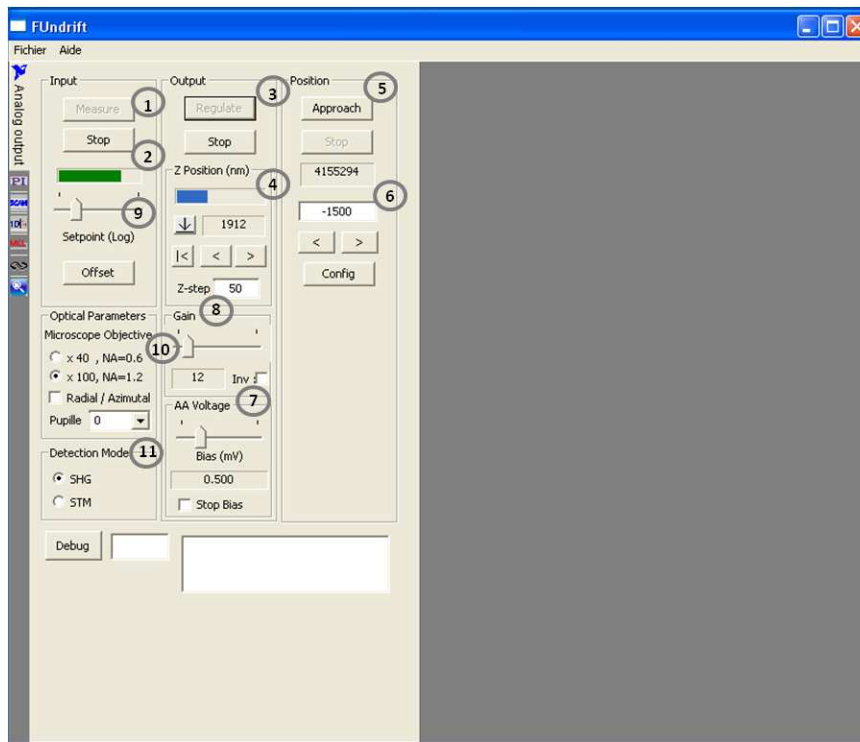 FUndrift
Fichier Aide
Analog output
PI
SCAN
Input
Measure
1
Stop
2
9
Setpoint (Log)
Offset
Output
Regulate
3
Stop
Z Position (nm)
4
1912
|< < >
Z-step 50
8
Position
5
Approach
Stop
4155294
6
-1500
< >
Config
Optical Parameters
Microscope Objective
10
x 40 , NA=0.6
x 100, NA=1.2
Radial / Azimutal
Pupille 0
Gain
12 Inv :
7
AA Voltage
Bias (mV)
0.500
Stop Bias
Detection Mode 11
SHG
STM
Debug